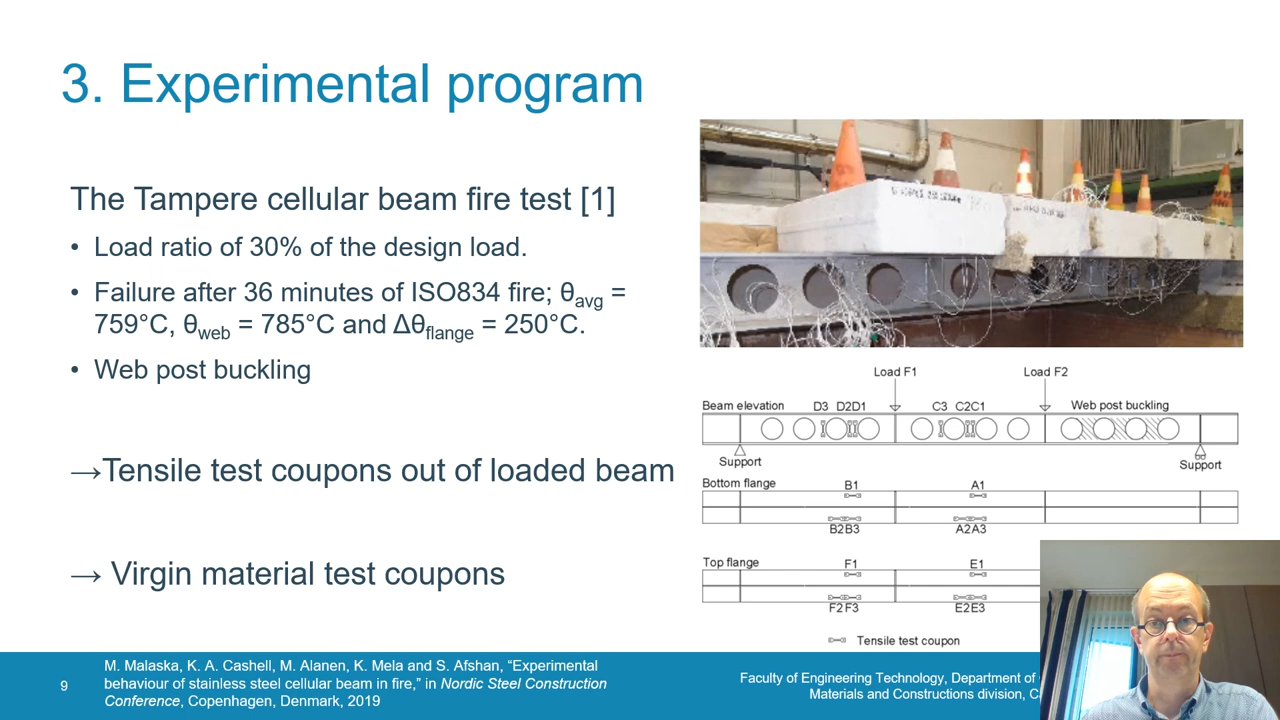 3. Experimental program
The Tampere cellular beam fire test [1]
• Load ratio of 30% of the design load.
• Failure after 36 minutes of ISO834 fire; θavg =
759°C, θweb = 785°C and Δθflange = 250°C.
• Web post buckling
→Tensile test coupons out of loaded beam
→ Virgin material test coupons
Load F1 Load F2
Beam elevation D3 D2D1 C3 C2C1 Web post buckling
Support Support
Bottom flange B1 A1
B2B3 A2A3
Top flange F1 E1
F2F3 E2E3
Tensile test coupon
9
M. Malaska, K. A. Cashell, M. Alanen, K. Mela and S. Afshan, “Experimental
behaviour of stainless steel cellular beam in fire,” in Nordic Steel Construction
Conference, Copenhagen, Denmark, 2019
Faculty of Engineering Technology, Department of
Materials and Constructions division,